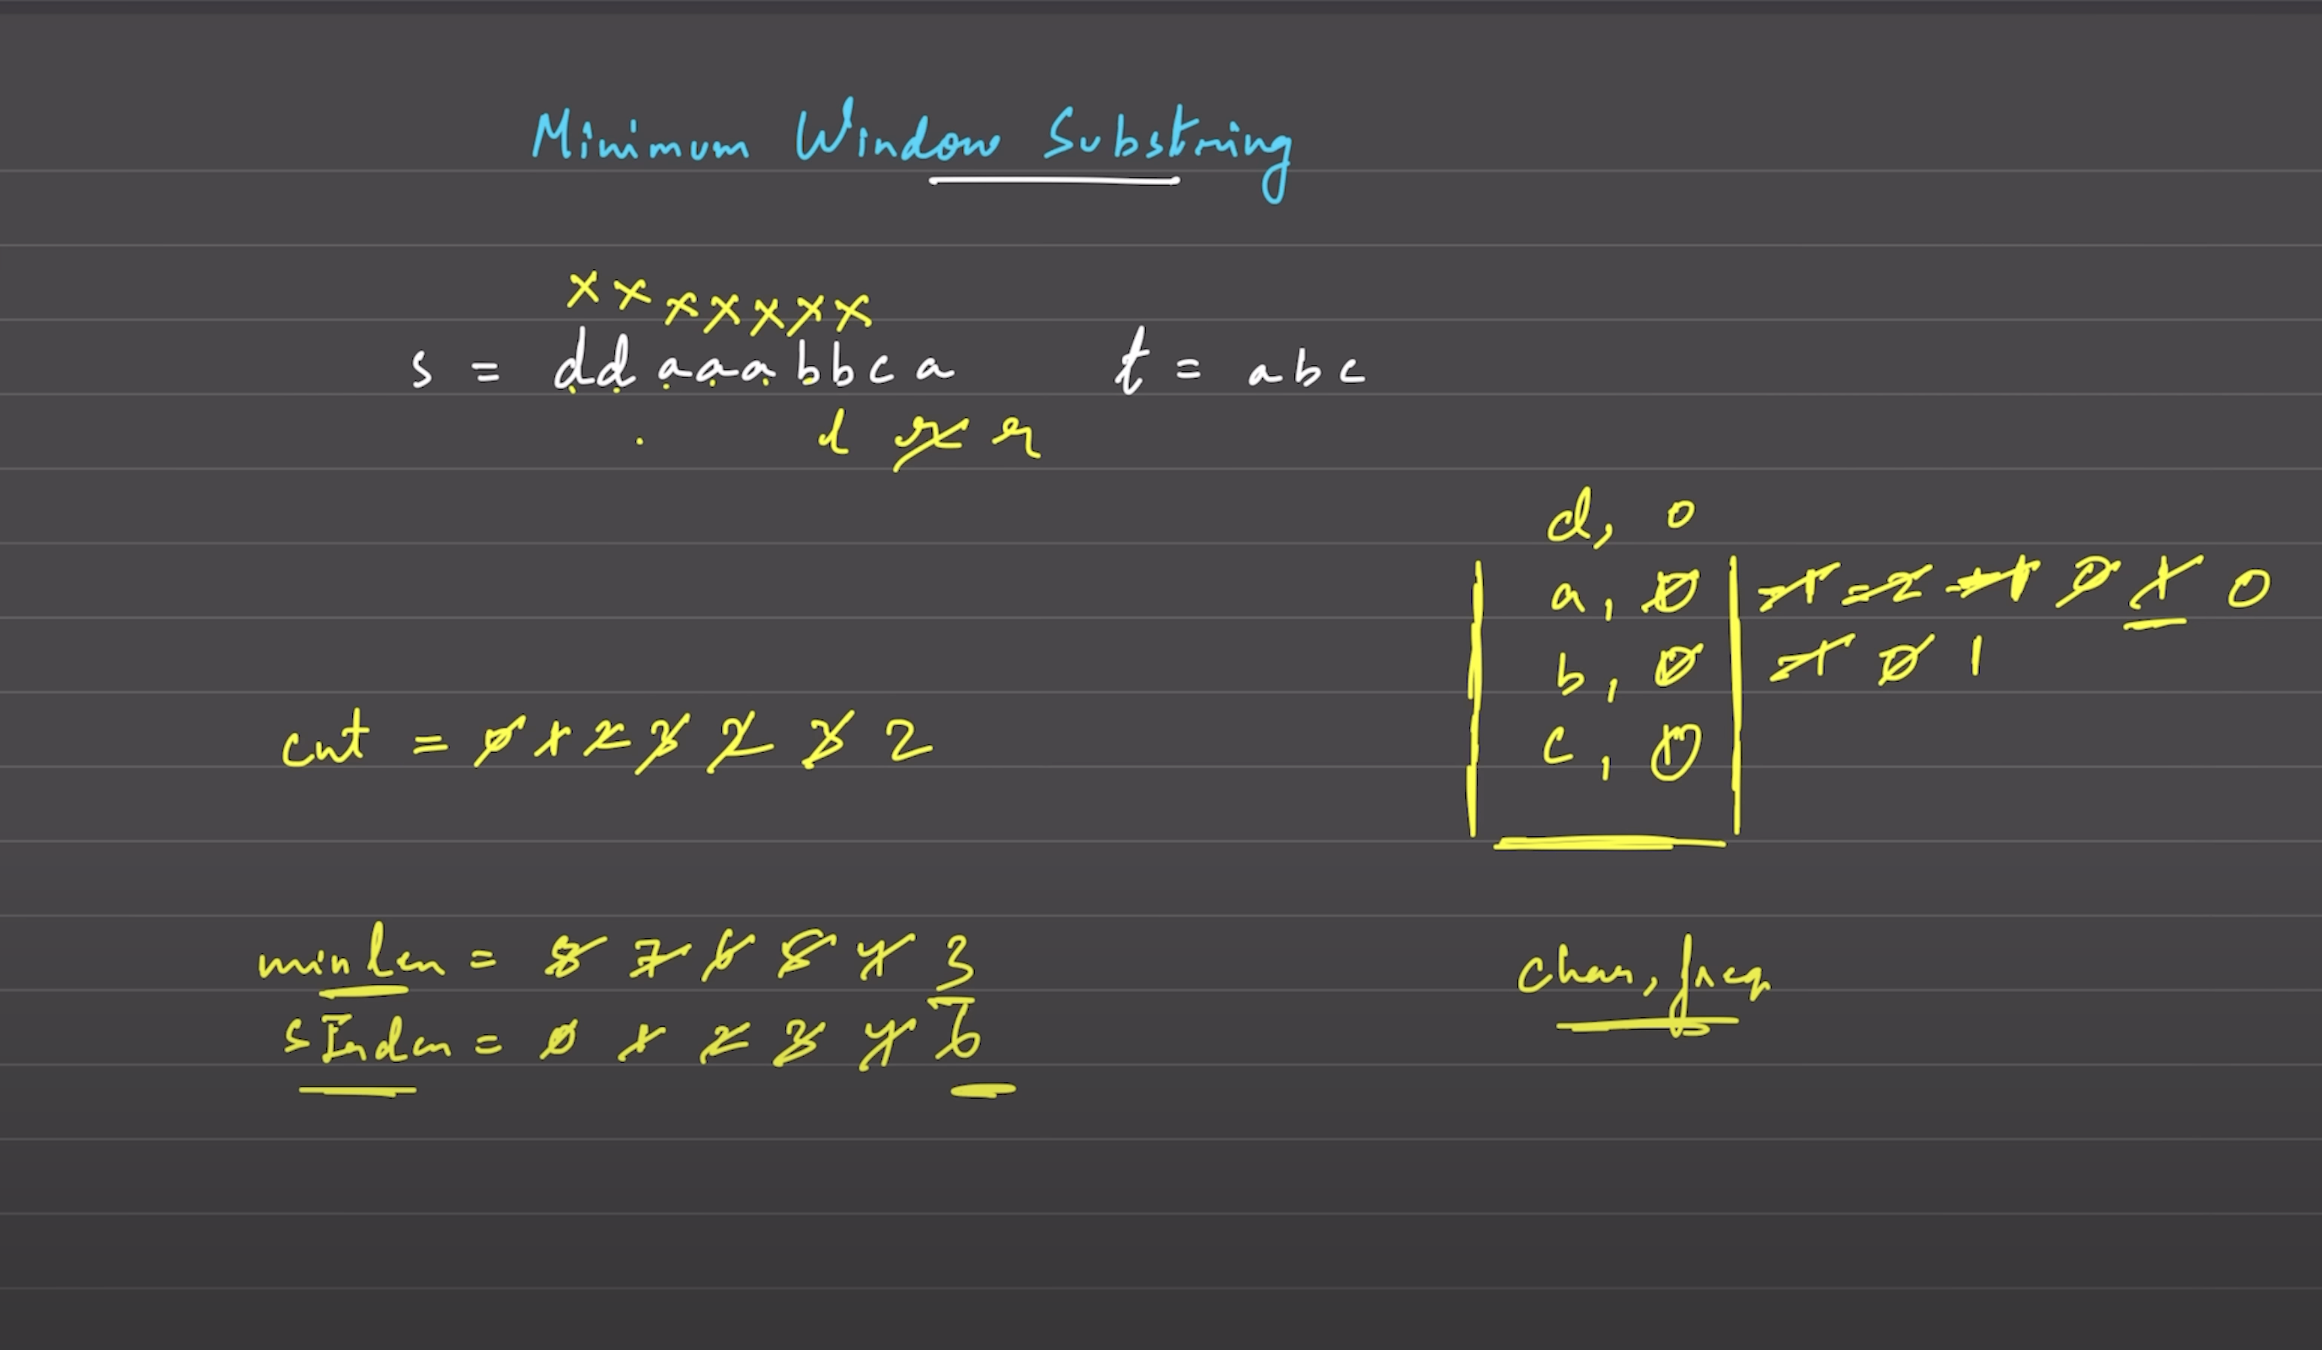 Minimum Window Substring
x x x x x x x
s = ddaaabbca t = abc
l r r
d, 0
a, 0 -1 -2 -1 0 1 0
b, 0 -1 0 1
c, 0
cnt = 0 1 2 3 2 3 2
minlen = 8 7 6 5 4 3
sIndex = 0 1 2 3 4 6
char, freq